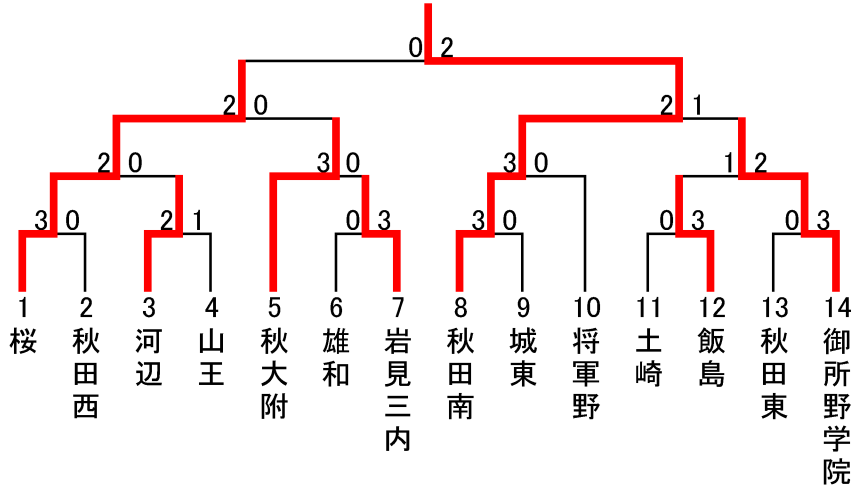 0 2
2 0 2 1
2 0 3 0 3 0 1 2
3 0 2 1 0 3 3 0 0 3 0 3
1 2 3 4 5 6 7 8 9 10 11 12 13 14
桜
秋田西
河辺
山王
秋大附
雄和
岩見三内
秋田南
城東
将軍野
土崎
飯島
秋田東
御所野学院